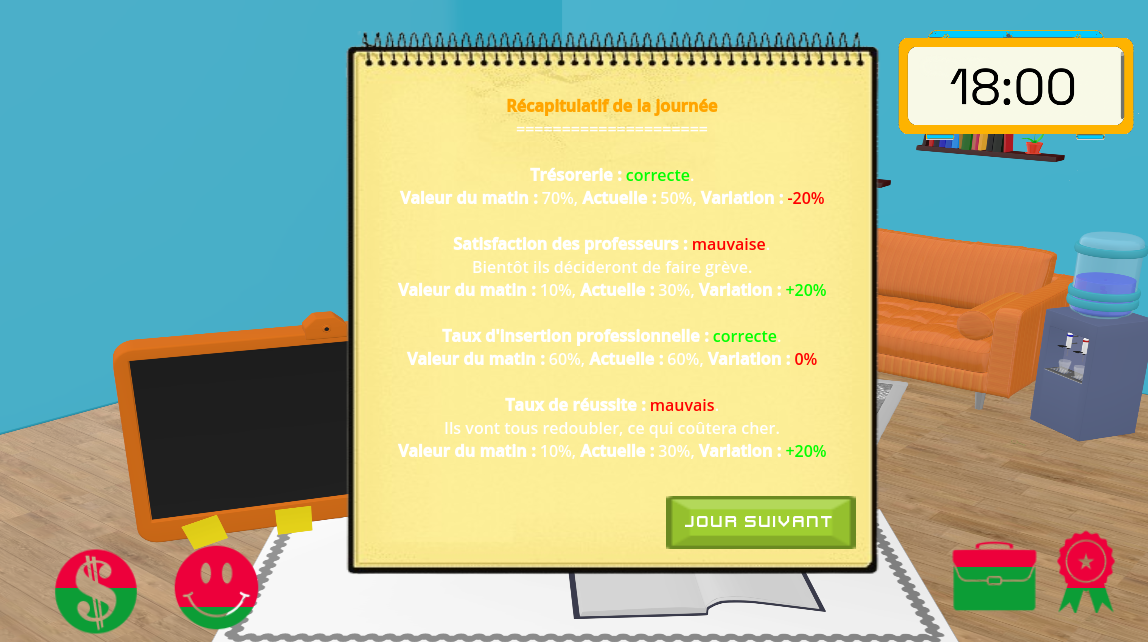 18:00
Récapitulatif de la journée
=====================
Trésorerie : correcte
Valeur du matin : 70%, Actuelle : 50%, Variation : -20%
Satisfaction des professeurs : mauvaise
Bientôt ils décideront de faire grève.
Valeur du matin : 10%, Actuelle : 30%, Variation : +20%
Taux d'insertion professionnelle : correcte
Valeur du matin : 60%, Actuelle : 60%, Variation : 0%
Taux de réussite : mauvais
Ils vont tous redoubler, ce qui coûtera cher.
Valeur du matin : 10%, Actuelle : 30%, Variation : +20%
JOUR SUIVANT
$